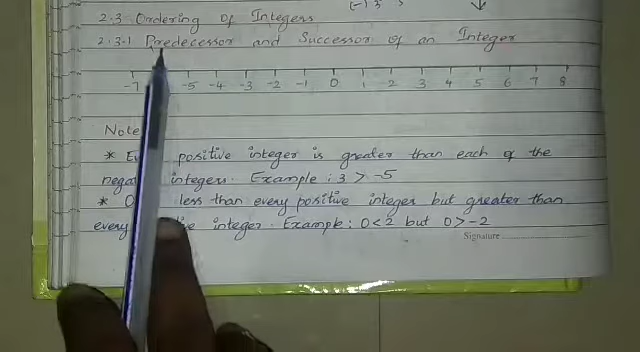 (-) 3
2.3 Ordering of Integers
2.3.1 Predecessor and Successor of an Integer
-7 -5 -4 -3 -2 -1 0 1 2 3 4 5 6 7 8
Note
* positive integer is greater than each of the
integers. Example : 3 > -5
* less than every positive integer but greater than
every integer. Example : 0 < 2 but 0 > -2
Signature